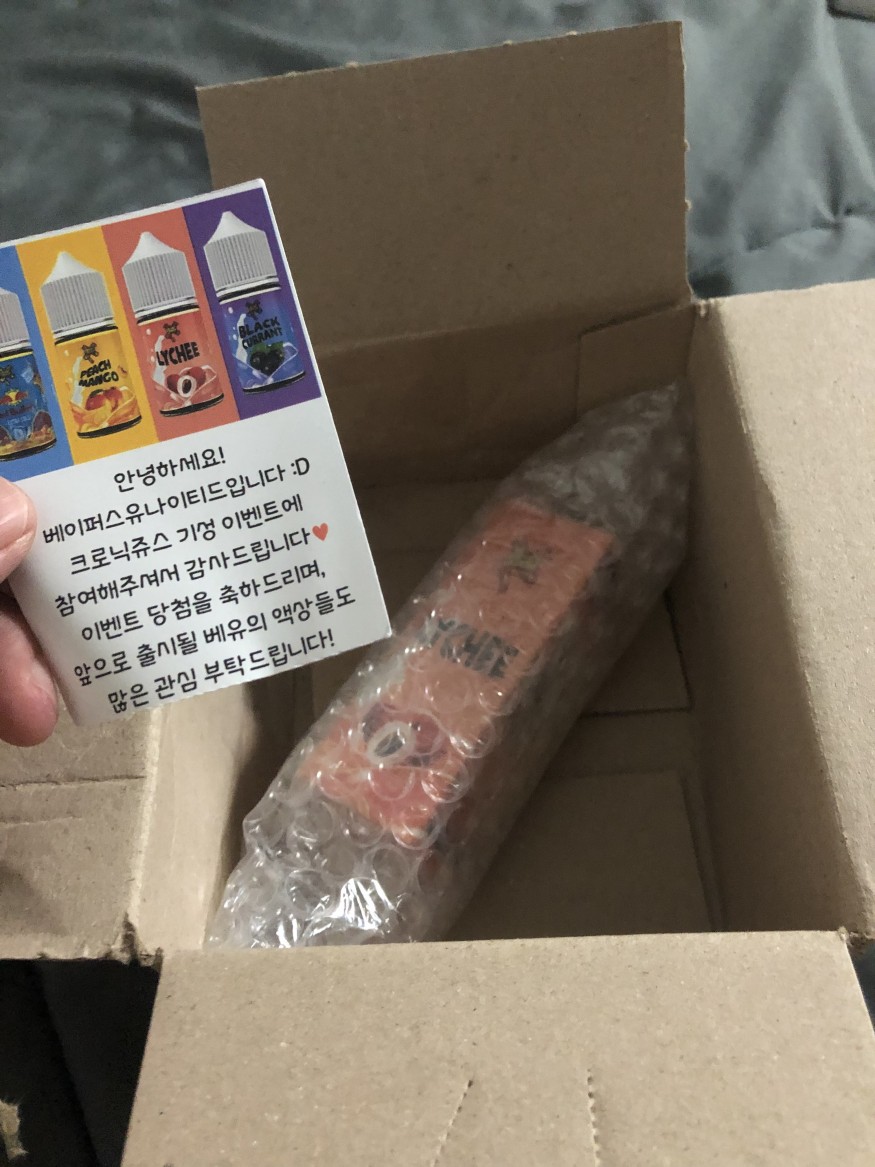 PEACH
MANGO
LYCHEE
BLACK
CURRANT
안녕하세요!
베이퍼스유나이티드입니다 :D
크로닉쥬스 기성 이벤트에
참여해주셔서 감사드립니다♥
이벤트 당첨을 축하드리며,
앞으로 출시될 베유의 액상들도
많은 관심 부탁드립니다!
LYCHEE